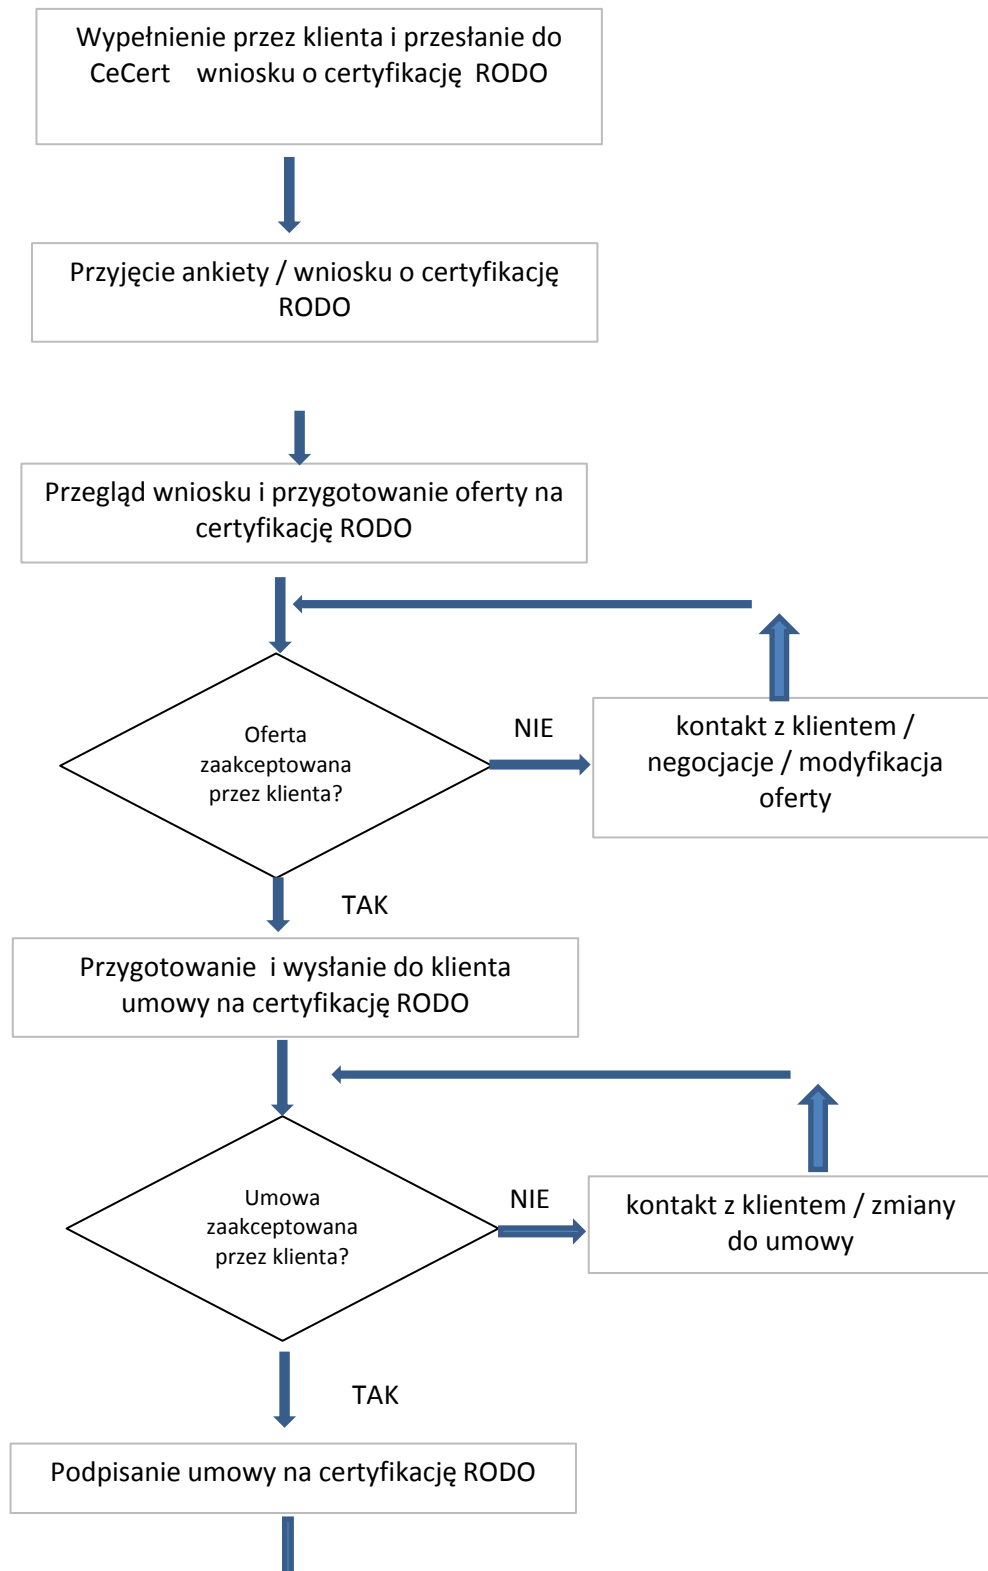 Wypełnienie przez klienta i przesłanie do
CeCert wniosku o certyfikację RODO
Przyjęcie ankiety / wniosku o certyfikację
RODO
Przegląd wniosku i przygotowanie oferty na
certyfikację RODO
Oferta
zaakceptowana
przez klienta?
NIE
kontakt z klientem /
negocjacje / modyfikacja
oferty
TAK
Przygotowanie i wysłanie do klienta
umowy na certyfikację RODO
Umowa
zaakceptowana
przez klienta?
NIE
kontakt z klientem / zmiany
do umowy
TAK
Podpisanie umowy na certyfikację RODO